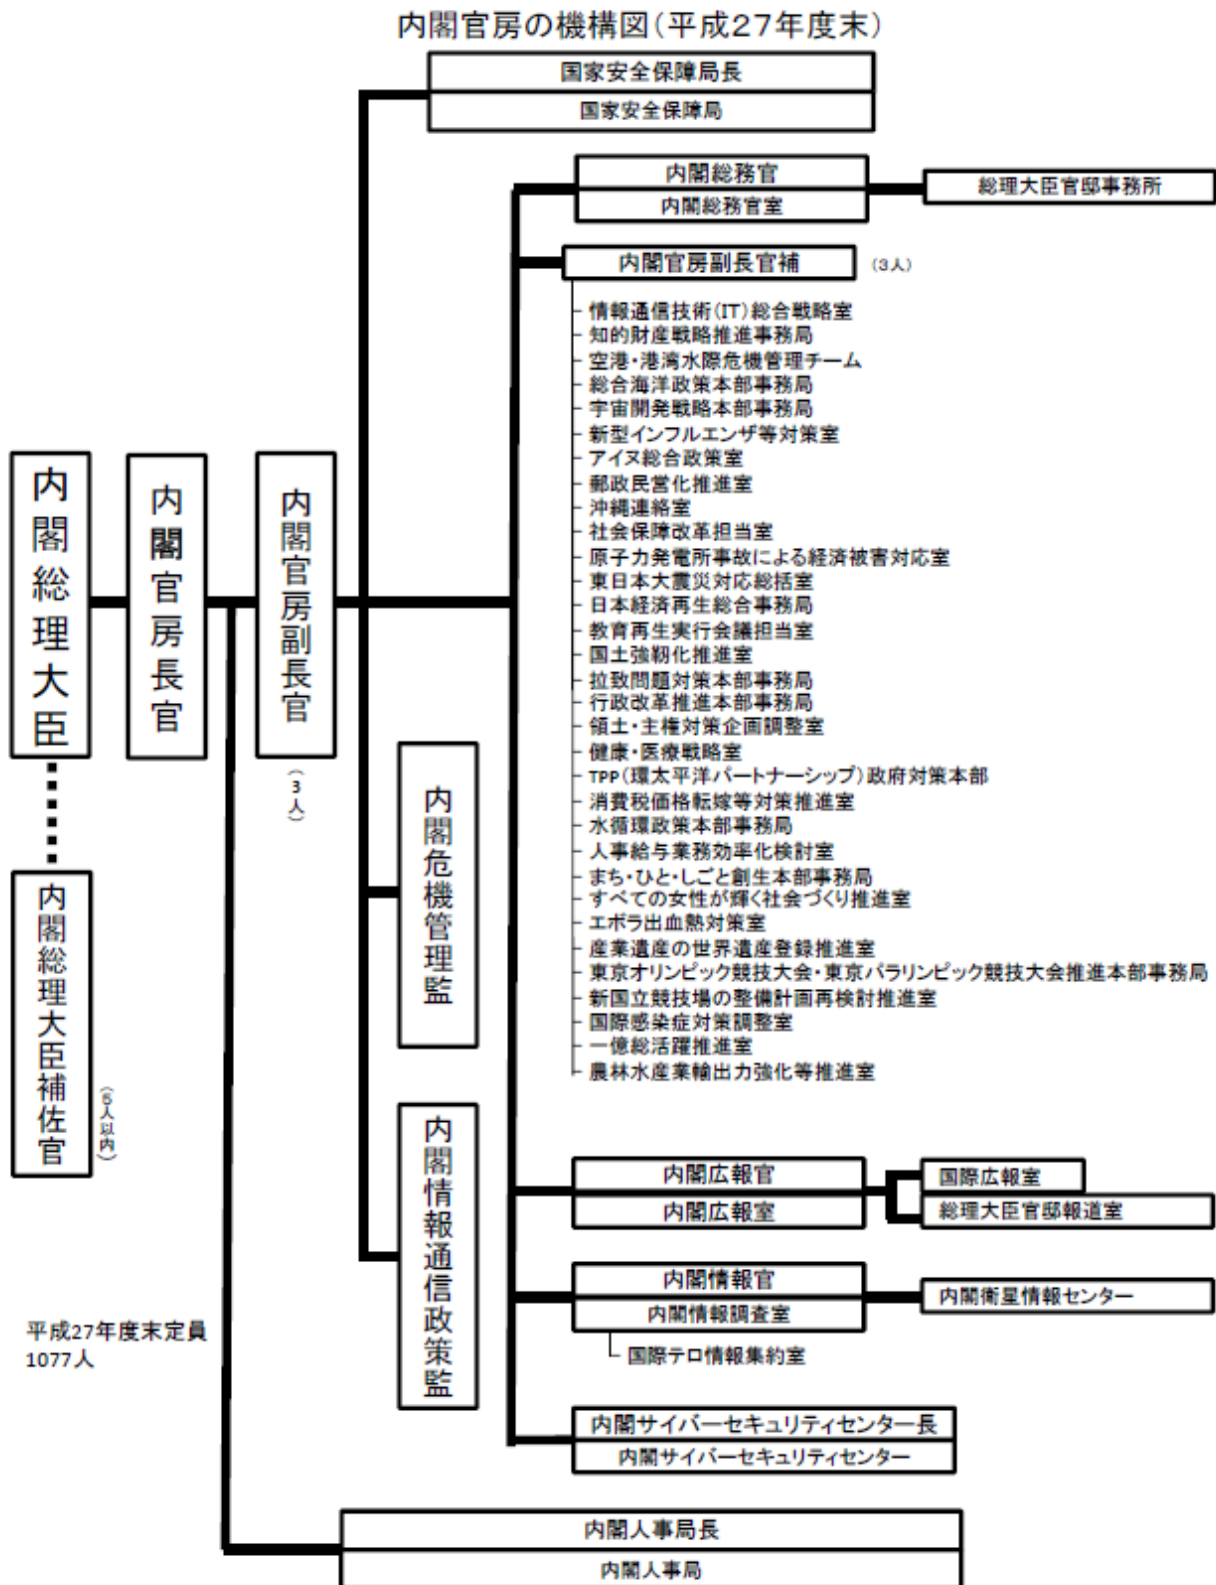 内閣官房の機構図(平成27年度末)
国家安全保障局長
国家安全保障局
内閣総務官
内閣総務官室
総理大臣官邸事務所
内閣官房副長官補
(3人)
情報通信技術(IT)総合戦略室
知的財産戦略推進事務局
空港・港湾水際危機管理チーム
総合海洋政策本部事務局
宇宙開発戦略本部事務局
新型インフルエンザ等対策室
アイヌ総合政策室
郵政民営化推進室
沖縄連絡室
社会保障改革担当室
原子力発電所事故による経済被害対応室
東日本大震災対応総括室
日本経済再生総合事務局
教育再生実行会議担当室
国土強靭化推進室
拉致問題対策本部事務局
行政改革推進本部事務局
領土・主権対策企画調整室
健康・医療戦略室
TPP(環太平洋パートナーシップ)政府対策本部
消費税価格転嫁等対策推進室
水循環政策本部事務局
人事給与業務効率化検討室
まち・ひと・しごと創生本部事務局
すべての女性が輝く社会づくり推進室
エボラ出血熱対策室
産業遺産の世界遺産登録推進室
東京オリンピック競技大会・東京パラリンピック競技大会推進本部事務局
新国立競技場の整備計画再検討推進室
国際感染症対策調整室
一億総活躍推進室
農林水産業輸出力強化等推進室
内閣総理大臣
内閣官房長官
内閣官房副長官
(3人)
内閣総理大臣補佐官
(5人以内)
内閣危機管理監
内閣情報通信政策監
内閣広報官
内閣広報室
国際広報室
総理大臣官邸報道室
内閣情報官
内閣情報調査室
内閣衛星情報センター
国際テロ情報集約室
平成27年度末定員
1077人
内閣サイバーセキュリティセンター長
内閣サイバーセキュリティセンター
内閣人事局長
内閣人事局